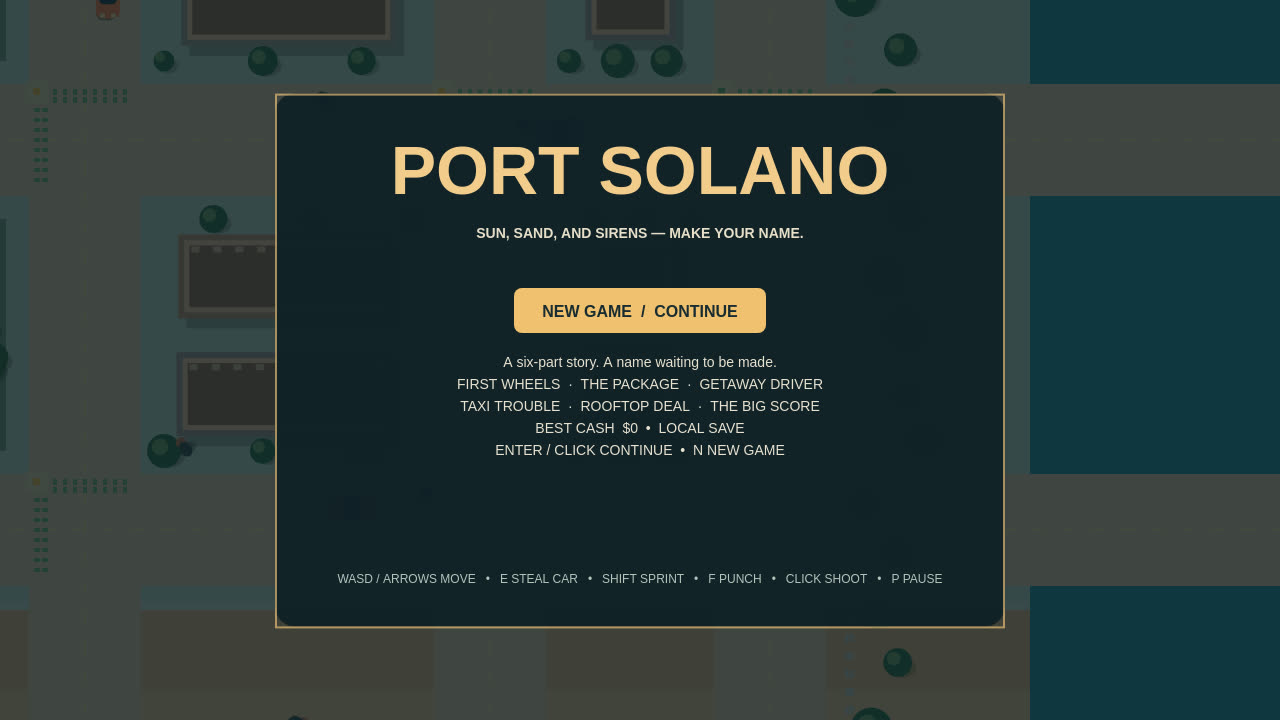 PORT SOLANO
SUN, SAND, AND SIRENS — MAKE YOUR NAME.
NEW GAME / CONTINUE
A six-part story. A name waiting to be made.
FIRST WHEELS · THE PACKAGE · GETAWAY DRIVER
TAXI TROUBLE · ROOFTOP DEAL · THE BIG SCORE
BEST CASH $0 • LOCAL SAVE
ENTER / CLICK CONTINUE • N NEW GAME
WASD / ARROWS MOVE • E STEAL CAR • SHIFT SPRINT • F PUNCH • CLICK SHOOT • P PAUSE